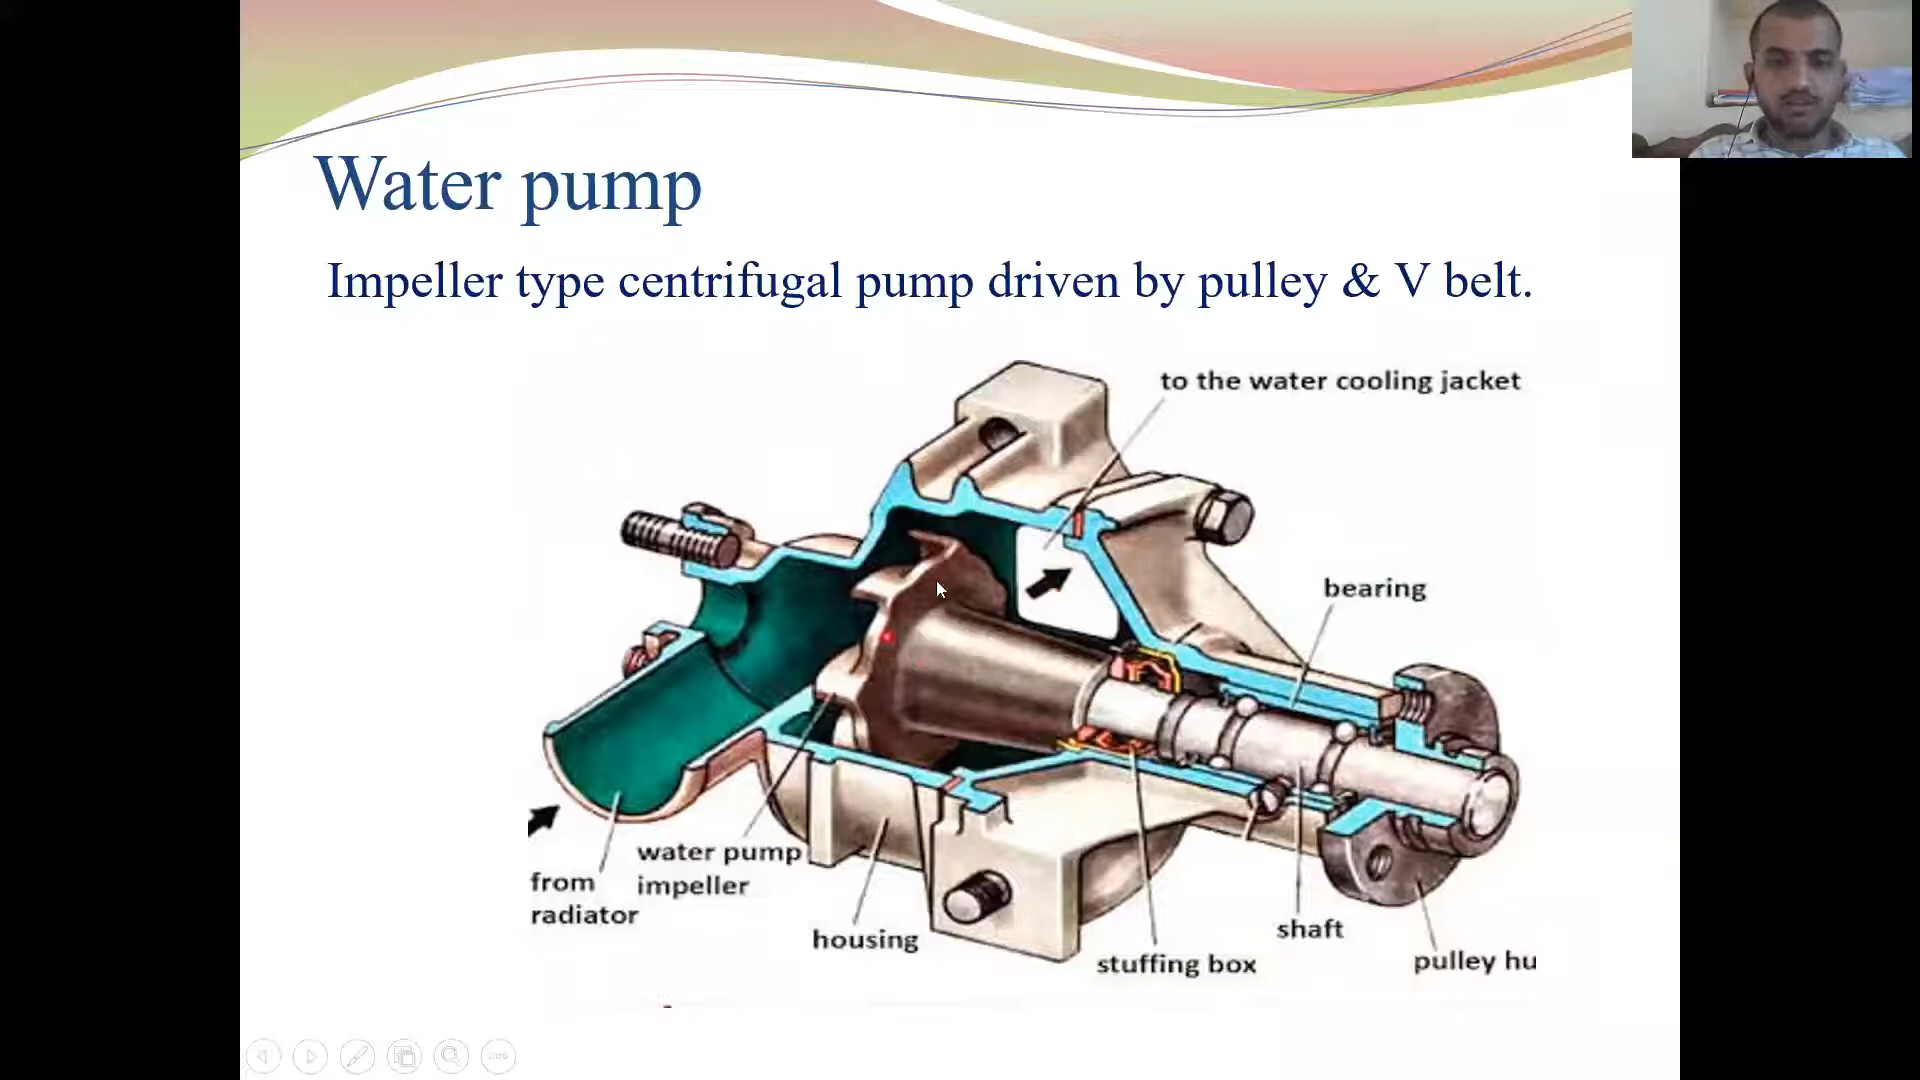 Water pump
Impeller type centrifugal pump driven by pulley & V belt.
to the water cooling jacket
bearing
water pump
impeller
from
radiator
housing
shaft
stuffing box
pulley hu